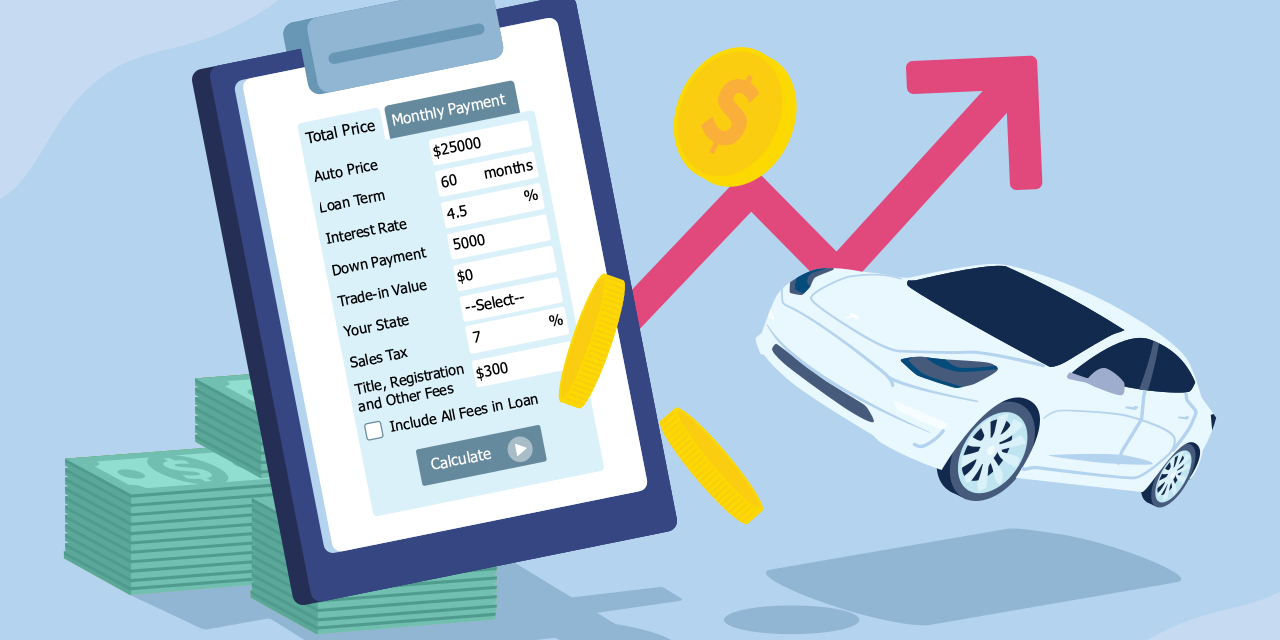 Total Price Monthly Payment
Auto Price $25000
Loan Term 60 months
Interest Rate 4.5 %
Down Payment 5000
Trade-in Value $0
Your State --Select--
Sales Tax 7 %
Title, Registration
and Other Fees $300
Include All Fees in Loan
Calculate
$